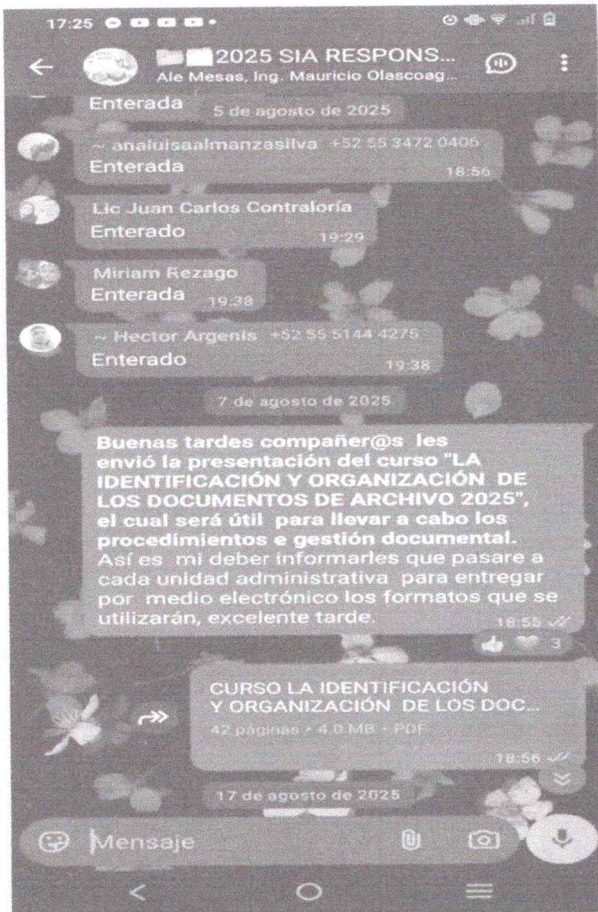 17:25
2025 SIA RESPONS...
Ale Mesas, Ing. Mauricio Olascoag...
Enterada
5 de agosto de 2025
~ analuisaalmanzasilva +52 55 3472 0406
Enterada
18:56
Lic Juan Carlos Contraloría
Enterado
19:29
Miriam Rezago
Enterada
19:38
~ Hector Argenis +52 55 5144 4275
Enterado
19:38
7 de agosto de 2025
Buenas tardes compañer@s les
envió la presentación del curso "LA
IDENTIFICACIÓN Y ORGANIZACIÓN DE
LOS DOCUMENTOS DE ARCHIVO 2025",
el cual será útil para llevar a cabo los
procedimientos e gestión documental.
Así es mi deber informarles que pasare a
cada unidad administrativa para entregar
por medio electrónico los formatos que se
utilizarán, excelente tarde.
18:55
3
CURSO LA IDENTIFICACIÓN
Y ORGANIZACIÓN DE LOS DOC...
42 páginas • 4.0 MB • PDF
18:56
17 de agosto de 2025
Mensaje